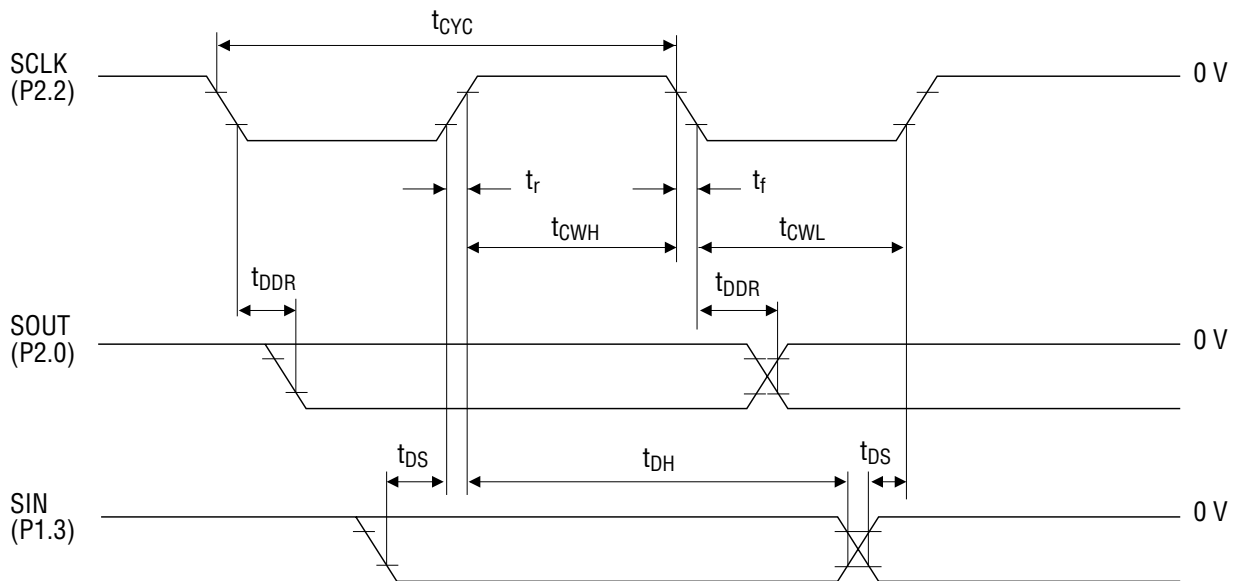 tCYC
SCLK
(P2.2)
0 V
tr
tf
tCWH
tCWL
tDDR
tDDR
SOUT
(P2.0)
0 V
tDS
tDH
tDS
SIN
(P1.3)
0 V